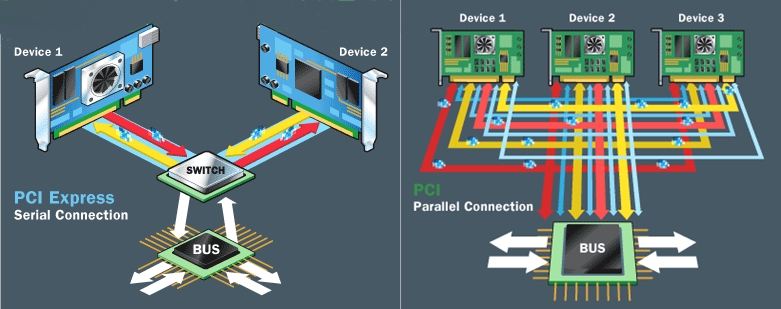 Device 1
Device 2
SWITCH
PCI Express
Serial Connection
BUS
Device 1
Device 2
Device 3
PCI
Parallel Connection
BUS